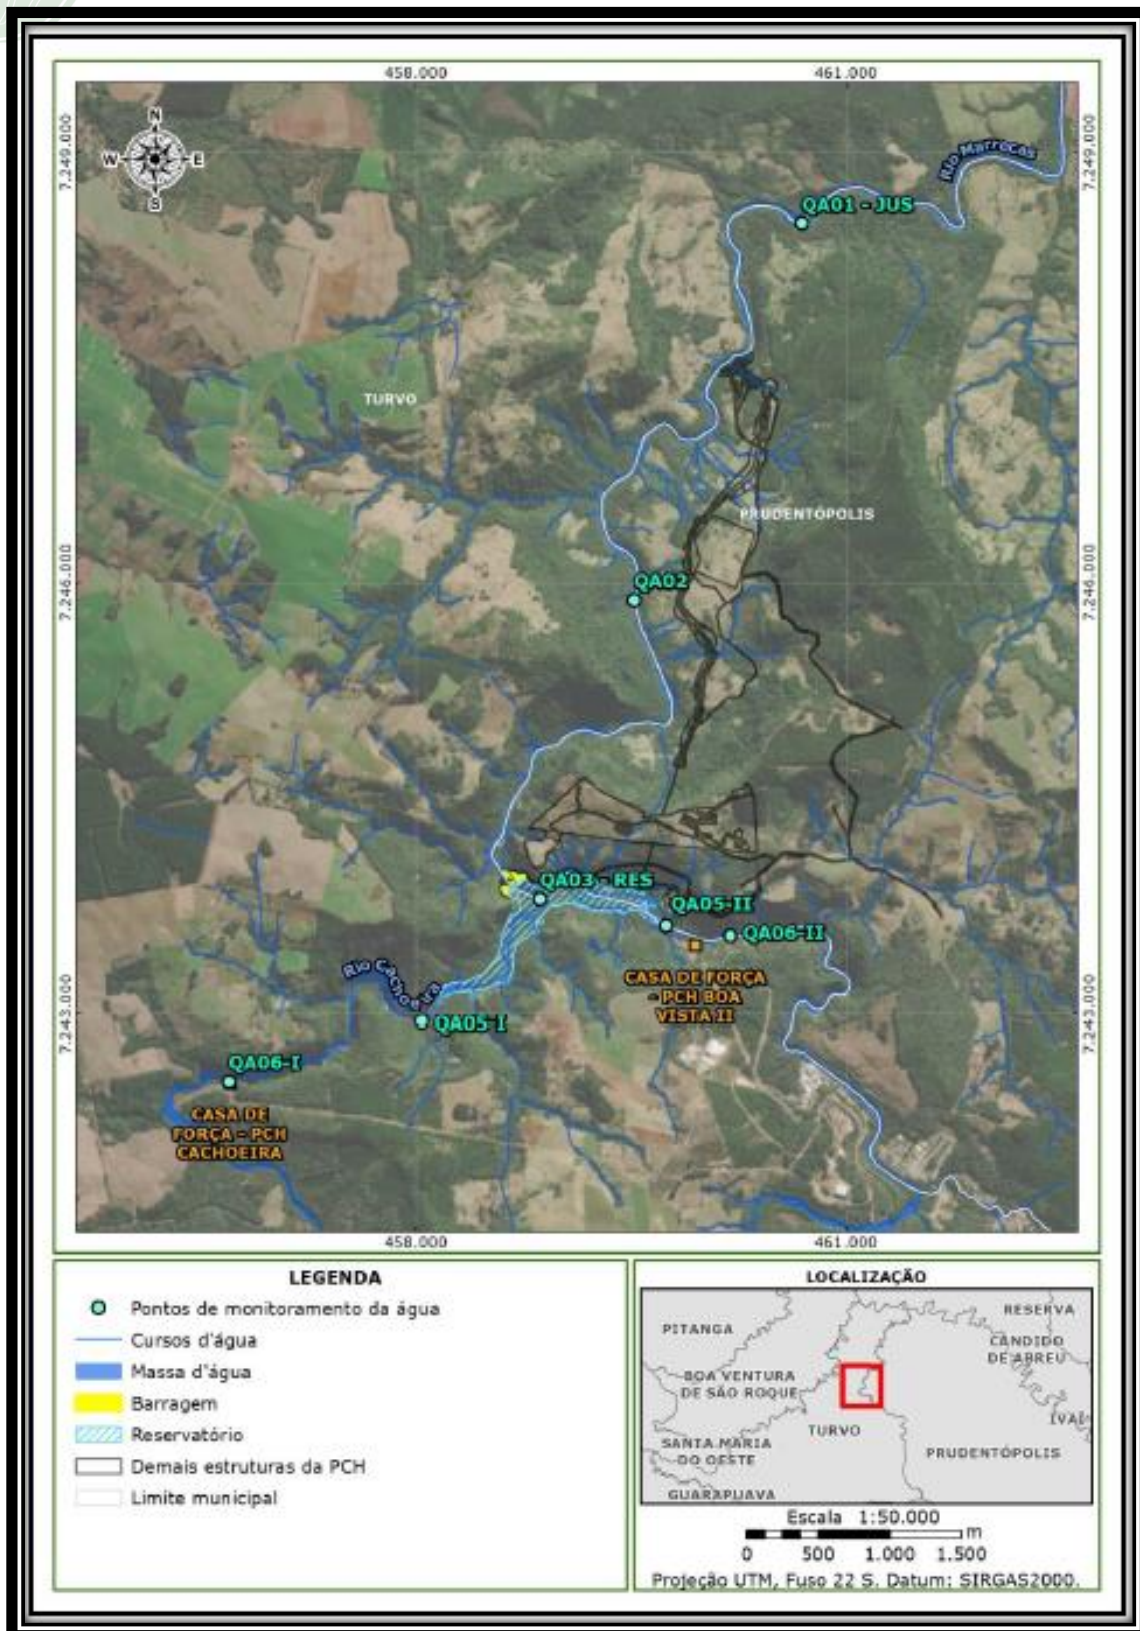 458.000
461.000
7.249.000
7.249.000
N
W
E
S
Rio Marrecas
QA01 - JUS
TURVO
PRUDENTÓPOLIS
7.246.000
7.246.000
QA02
QA03 - RES
QA05-II
QA06-II
CASA DE FORÇA
- PCH BOA
VISTA II
Rio Cachoeira
7.243.000
7.243.000
QA05-I
QA06-I
CASA DE
FORÇA - PCH
CACHOEIRA
458.000
461.000
LEGENDA
Pontos de monitoramento da água
Cursos d'água
Massa d'água
Barragem
Reservatório
Demais estruturas da PCH
Limite municipal
LOCALIZAÇÃO
PITANGA
RESERVA
CÂNDIDO
DE ABREU
BOA VENTURA
DE SÃO ROQUE
IVAÍ
TURVO
SANTA MARIA
DO OESTE
PRUDENTÓPOLIS
GUARAPUAVA
Escala 1:50.000
m
0 500 1.000 1.500
Projeção UTM, Fuso 22 S. Datum: SIRGAS2000.